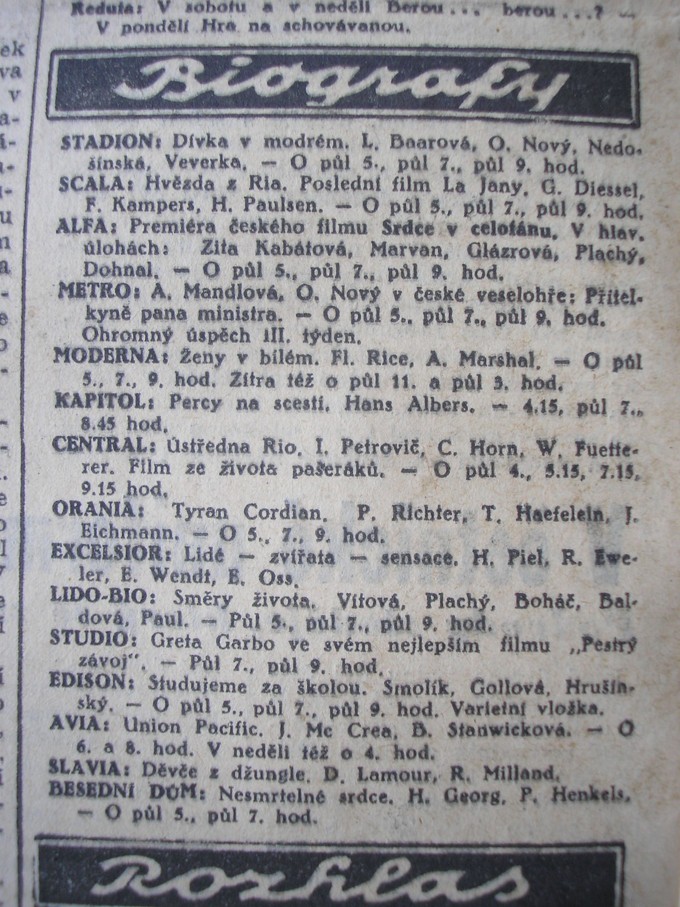 Reduta: V sobotu a v neděli Berou... berou...? —
V pondělí Hra na schovávanou.
Biografy
STADION: Dívka v modrém. L. Baarová, O. Nový, Nedo-
šinská, Veverka. — O půl 5., půl 7., půl 9. hod.
SCALA: Hvězda z Ria. Poslední film La Jany, G. Diessel,
F. Kampers, H. Paulsen. — O půl 5., půl 7., půl 9. hod.
ALFA: Premiéra českého filmu Srdce v celofánu. V hlav.
úlohách: Zita Kabátová, Marvan, Glázrová, Plachý,
Dohnal. — O půl 5., půl 7., půl 9. hod.
METRO: A. Mandlová, O. Nový v české veselohře: Přítel-
kyně pana ministra. — O půl 5., půl 7., půl 9. hod.
Ohromný úspěch III. týden.
MODERNA: Ženy v bílém. Fl. Rice, A. Marshal. — O půl
5., 7., 9. hod. Zítra též o půl 11. a půl 3. hod.
KAPITOL: Percy na scestí. Hans Albers. — 4.15, půl 7.,
8.45 hod.
CENTRAL: Ústředna Rio. I. Petrovič, C. Horn, W. Fuette-
rer. Film ze života pašeráků. — O půl 4., 5.15, 7.15,
9.15 hod.
ORANIA: Tyran Cordian. P. Richter, T. Haefelein, J.
Eichmann. — O 5., 7., 9. hod.
EXCELSIOR: Lidé — zvířata — sensace. H. Piel, R. Ewe-
ler, E. Wendt, E. Oss.
LIDO-BIO: Směry života. Vítová, Plachý, Boháč, Bal-
dová, Paul. — Půl 5., půl 7., půl 9. hod.
STUDIO: Greta Garbo ve svém nejlepším filmu „Pestrý
závoj". — Půl 7., půl 9. hod.
EDISON: Studujeme za školou. Smolík, Gollová, Hrušín-
ský. — O půl 5., půl 7., půl 9. hod. Varietní vložka.
AVIA: Union Pacific. J. Mc Crea, B. Stanwicková. — O
6. a 8. hod. V neděli též o 4. hod.
SLAVIA: Děvče z džungle. D. Lamour, R. Milland.
BESEDNÍ DŮM: Nesmrtelné srdce. H. Georg, P. Henkels.
— O půl 5., půl 7. hod.
Rozhlas